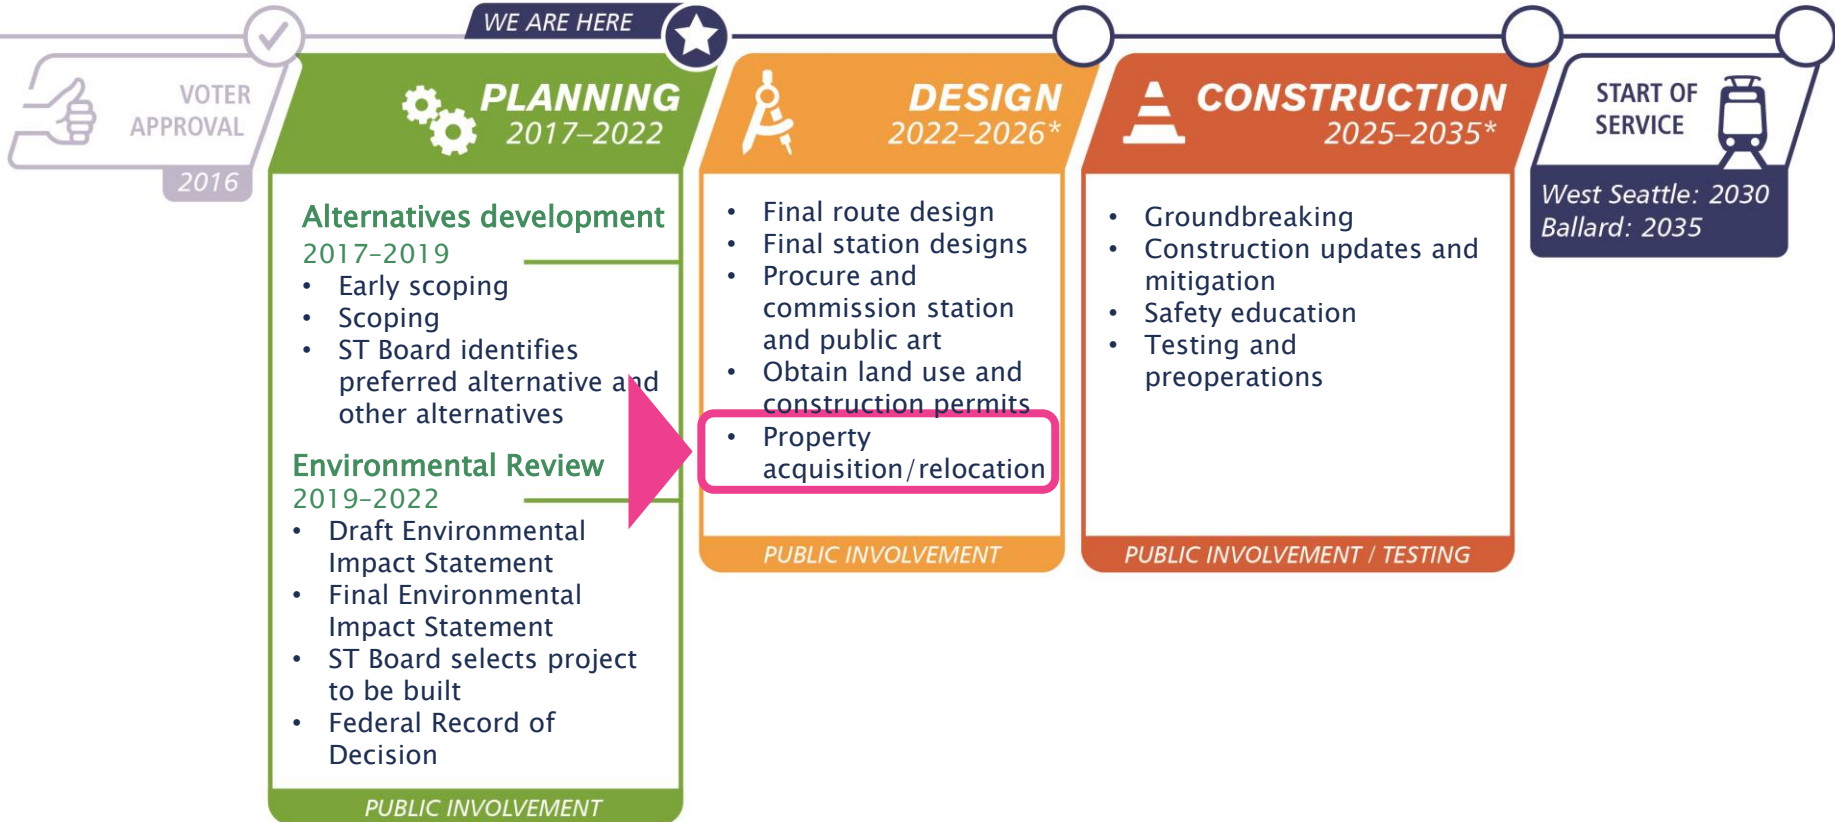 WE ARE HERE
VOTER
APPROVAL
2016
PLANNING
2017–2022
Alternatives development
2017–2019
• Early scoping
• Scoping
• ST Board identifies
preferred alternative and
other alternatives
Environmental Review
2019–2022
• Draft Environmental
Impact Statement
• Final Environmental
Impact Statement
• ST Board selects project
to be built
• Federal Record of
Decision
PUBLIC INVOLVEMENT
DESIGN
2022–2026*
• Final route design
• Final station designs
• Procure and
commission station
and public art
• Obtain land use and
construction permits
• Property
acquisition/relocation
PUBLIC INVOLVEMENT
CONSTRUCTION
2025–2035*
• Groundbreaking
• Construction updates and
mitigation
• Safety education
• Testing and
preoperations
PUBLIC INVOLVEMENT / TESTING
START OF
SERVICE
West Seattle: 2030
Ballard: 2035